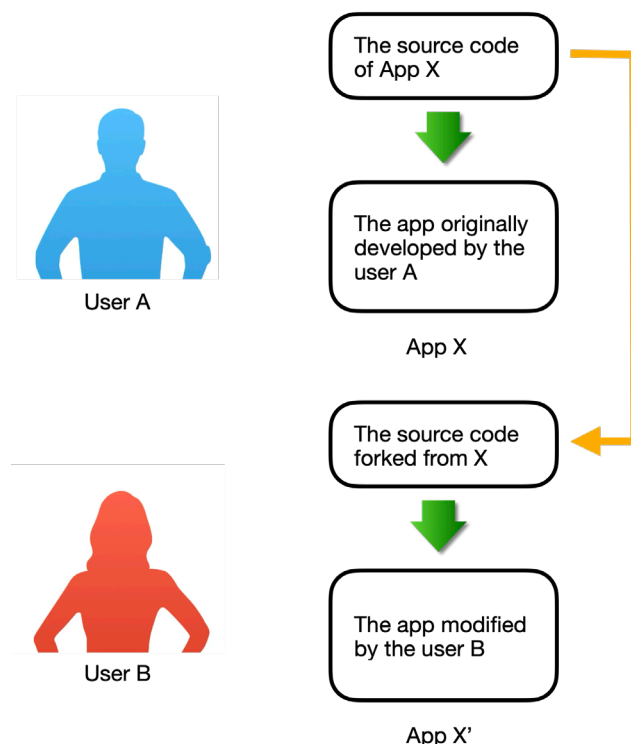 The source code
of App X
The app originally
developed by the
user A
User A
App X
The source code
forked from X
The app modified
by the user B
User B
App X’